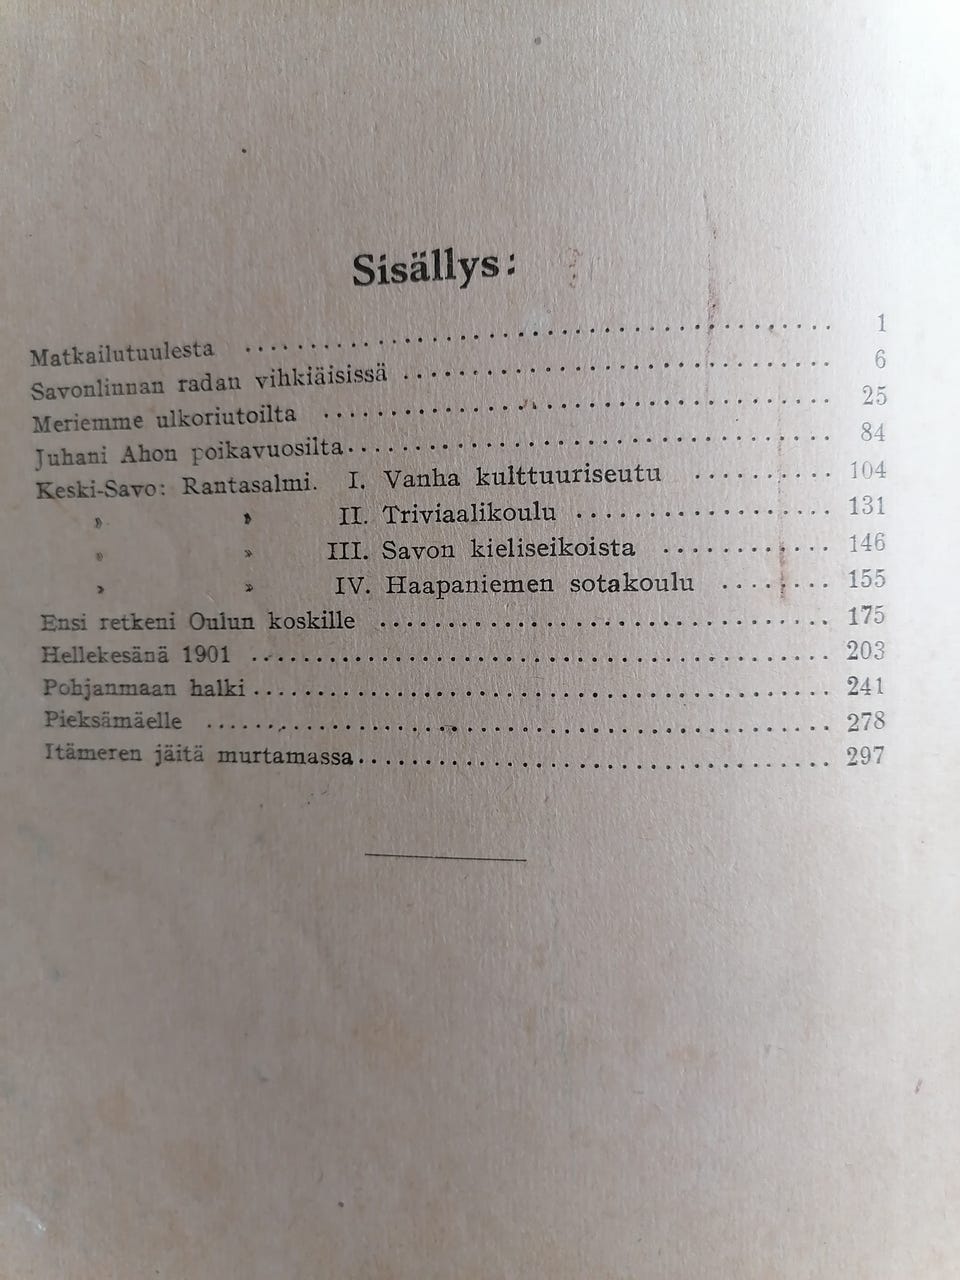 Sisällys:
Matkailutuulesta ........ 1
Savonlinnan radan vihkiäisissä ........ 6
Meriemme ulkoriutoilta ........ 25
Juhani Ahon poikavuosilta ........ 84
Keski-Savo: Rantasalmi. I. Vanha kulttuuriseutu ........ 104
» » II. Triviaalikoulu ........ 131
» » III. Savon kieliseikoista ........ 146
» » IV. Haapaniemen sotakoulu ........ 155
Ensi retkeni Oulun koskille ........ 175
Hellekesänä 1901 ........ 203
Pohjanmaan halki ........ 241
Pieksämäelle ........ 278
Itämeren jäitä murtamassa ........ 297